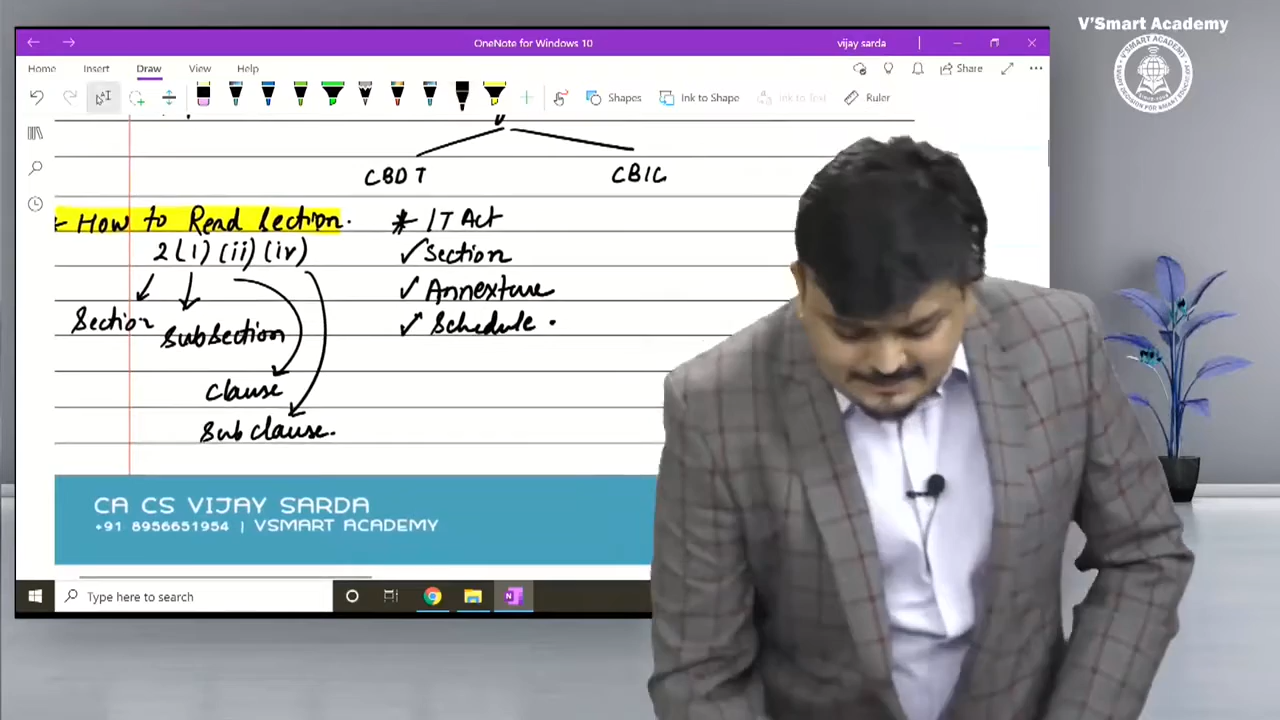 V'Smart Academy
OneNote for Windows 10
vijay sarda
Home Insert Draw View Help
Share
Shapes Ink to Shape Ink to Text Ruler
CBDT CBIC
How to Read Section.
2(1)(ii)(iv)
Section
Subsection
Clause
Sub clause.
* IT Act
✓ Section
✓ Annexture
✓ Schedule.
CA CS VIJAY SARDA
+91 8956651954 | VSMART ACADEMY
Type here to search